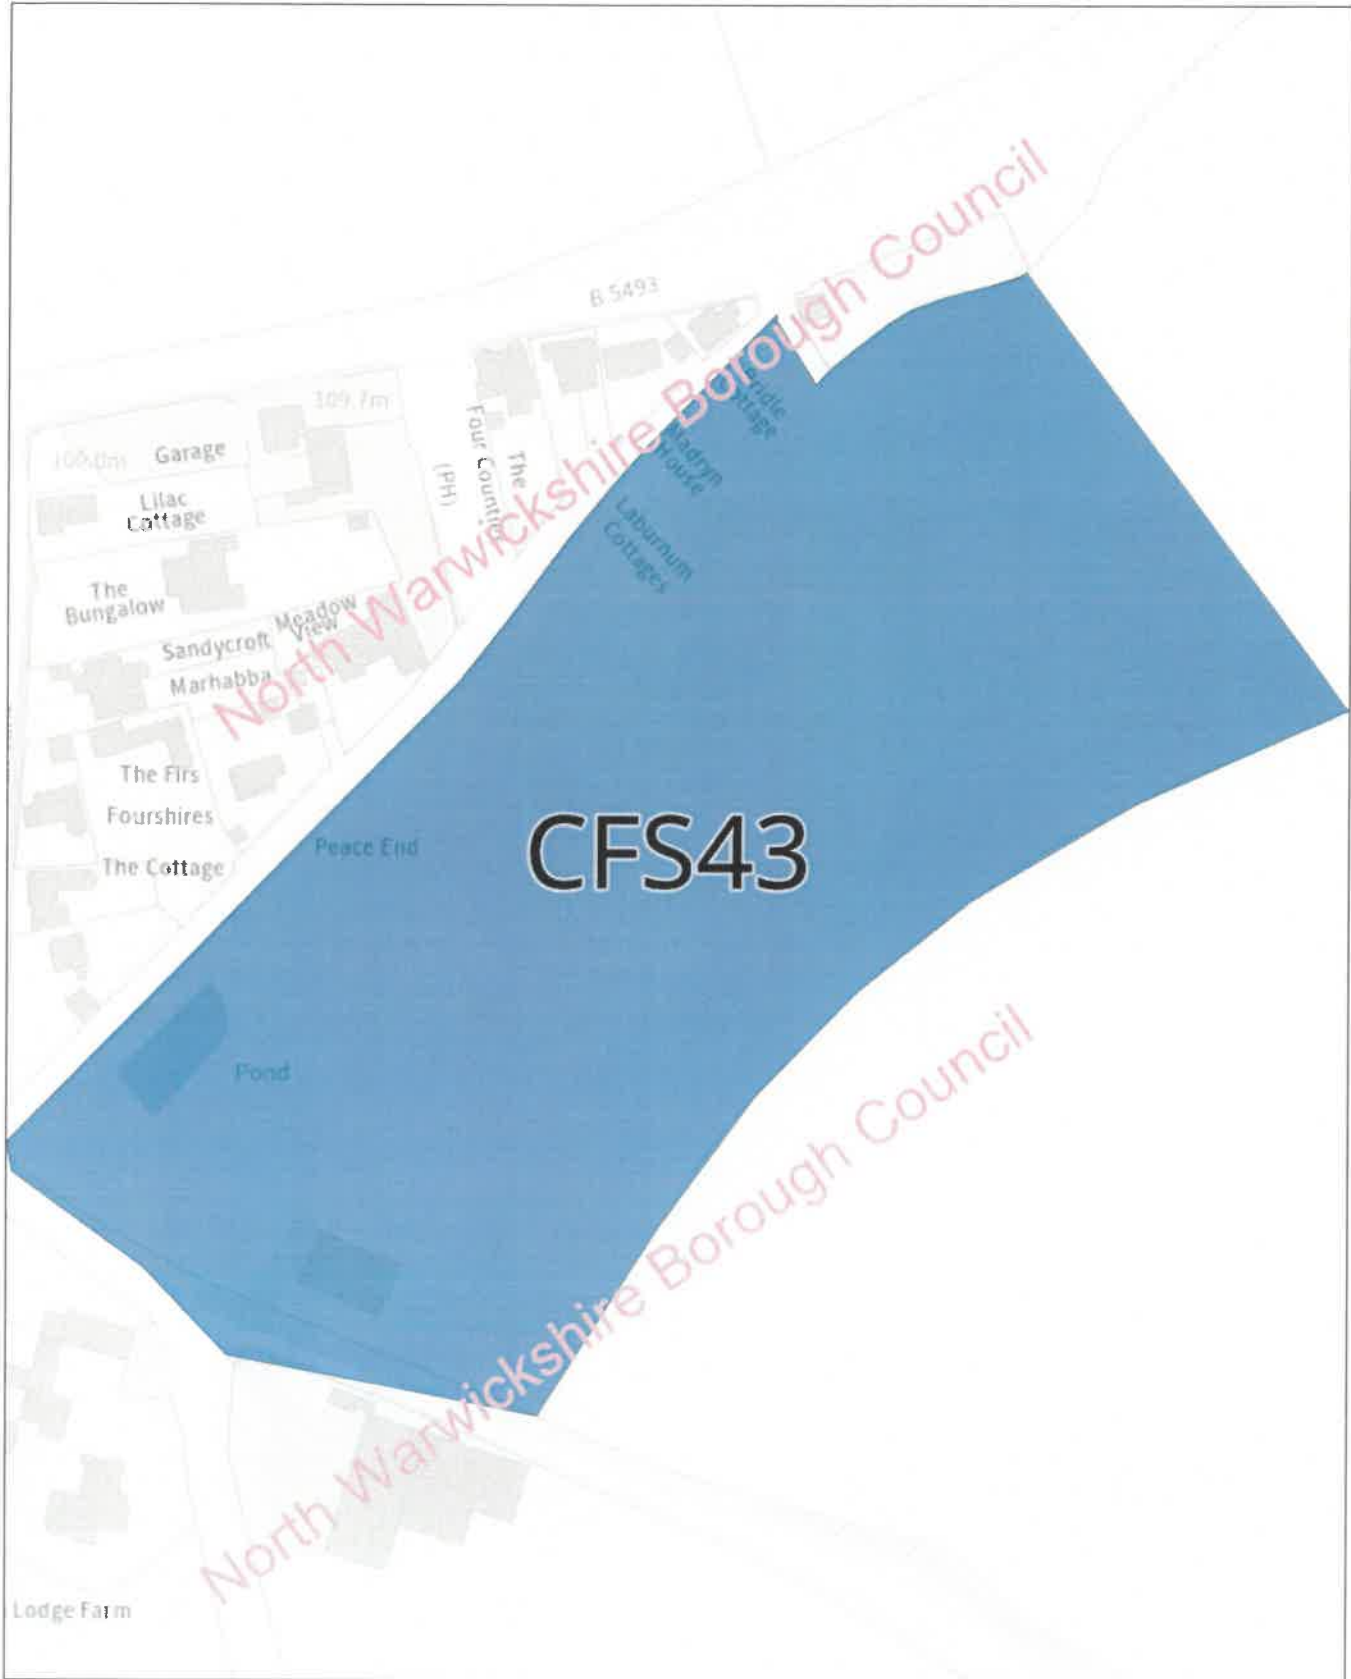 North Warwickshire Borough Council
B 5493
109.7m
Garage
Lilac
Cottage
Four Counties
(PH)
The
Madryn
House
Laburnum
Cottages
The
Bungalow
Meadow
View
Sandycroft
Marhabba
The Firs
Fourshires
The Cottage
Peace End
CFS43
Pond
North Warwickshire Borough Council
Lodge Farm